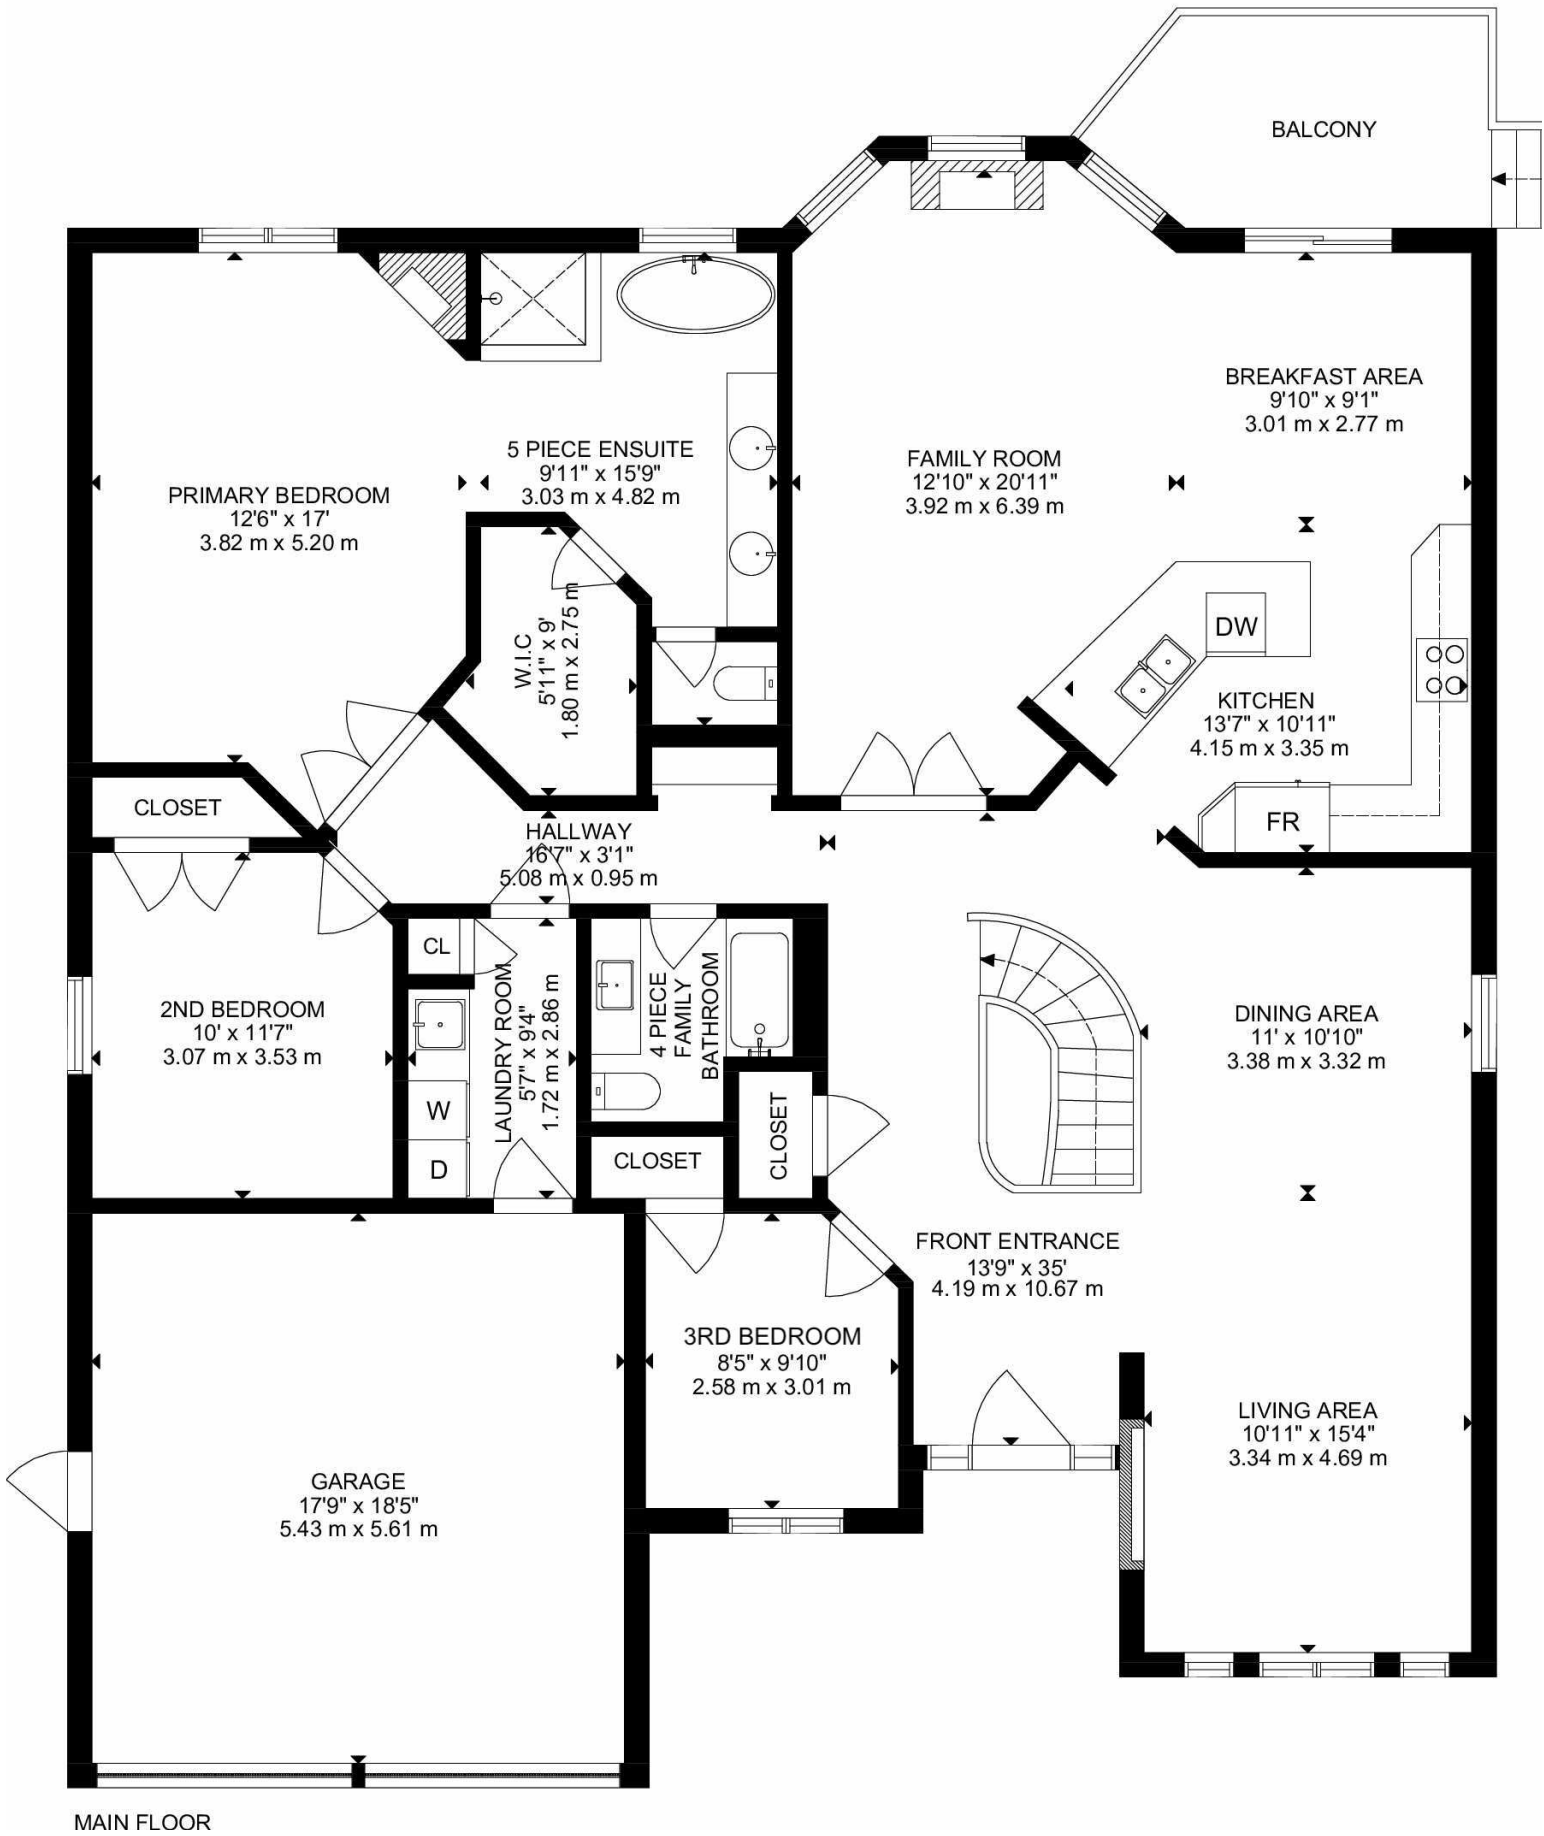 BALCONY
BREAKFAST AREA
9'10" x 9'1"
3.01 m x 2.77 m
5 PIECE ENSUITE
9'11" x 15'9"
3.03 m x 4.82 m
FAMILY ROOM
12'10" x 20'11"
3.92 m x 6.39 m
PRIMARY BEDROOM
12'6" x 17'
3.82 m x 5.20 m
W.I.C
5'11" x 9'
1.80 m x 2.75 m
DW
KITCHEN
13'7" x 10'11"
4.15 m x 3.35 m
CLOSET
FR
HALLWAY
16'7" x 3'1"
5.08 m x 0.95 m
CL
2ND BEDROOM
10' x 11'7"
3.07 m x 3.53 m
LAUNDRY ROOM
5'7" x 9'4"
1.72 m x 2.86 m
4 PIECE
FAMILY
BATHROOM
DINING AREA
11' x 10'10"
3.38 m x 3.32 m
W
D
CLOSET
CLOSET
FRONT ENTRANCE
13'9" x 35'
4.19 m x 10.67 m
3RD BEDROOM
8'5" x 9'10"
2.58 m x 3.01 m
LIVING AREA
10'11" x 15'4"
3.34 m x 4.69 m
GARAGE
17'9" x 18'5"
5.43 m x 5.61 m
MAIN FLOOR